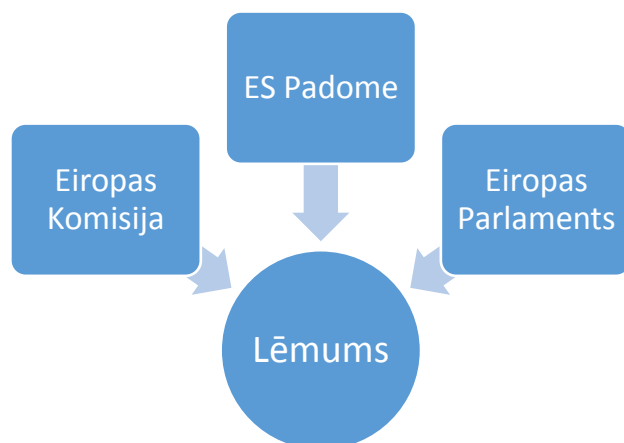 ES Padome
Eiropas
Komisija
Eiropas
Parlaments
Lēmums